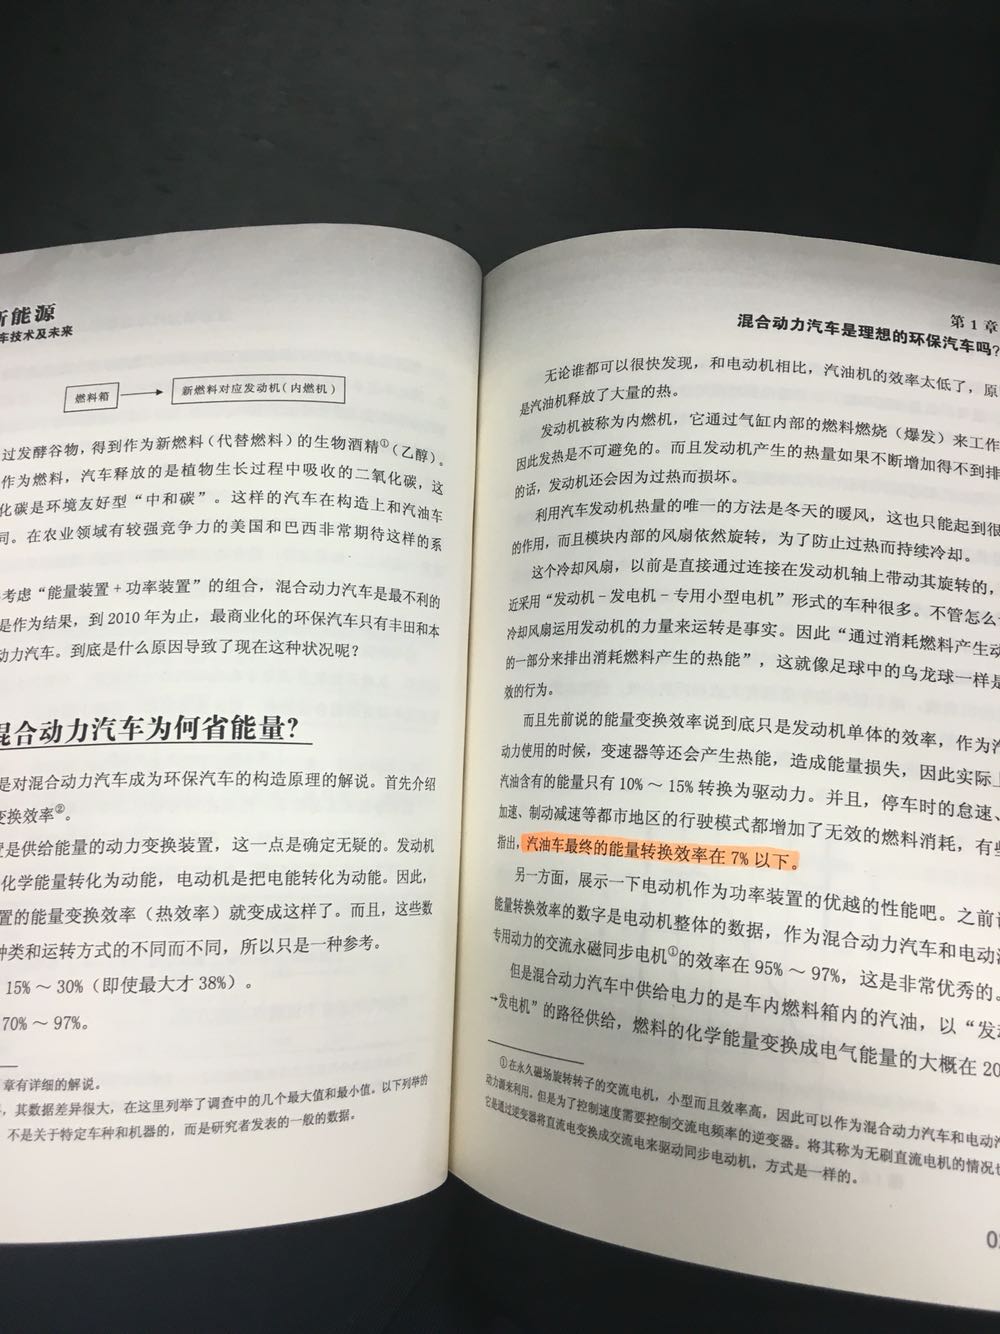 新能源
车技术及未来
燃料箱
新燃料对应发动机(内燃机)
过发酵谷物，得到作为新燃料(代替燃料)的生物酒精①(乙醇)。
作为燃料，汽车释放的是植物生长过程中吸收的二氧化碳，这
化碳是环境友好型“中和碳”。这样的汽车在构造上和汽油车
同。在农业领域有较强竞争力的美国和巴西非常期待这样的系
考虑“能量装置+功率装置”的组合，混合动力汽车是最不利的
是作为结果，到2010年为止，最商业化的环保汽车只有丰田和本
动力汽车。到底是什么原因导致了现在这种状况呢？
混合动力汽车为何省能量？
是对混合动力汽车成为环保汽车的构造原理的解说。首先介绍
变换效率②。
置是供给能量的动力变换装置，这一点是确定无疑的。发动机
化学能量转化为动能，电动机是把电能转化为动能。因此，
置的能量变换效率（热效率）就变成这样了。而且，这些数
种类和运转方式的不同而不同，所以只是一种参考。
15%～30%（即使最大才38%）。
70%～97%。
章有详细的解说。
，其数据差异很大，在这里列举了调查中的几个最大值和最小值。以下列举的
不是关于特定车种和机器的，而是研究者发表的一般的数据。
第1章
混合动力汽车是理想的环保汽车吗？
无论谁都可以很快发现，和电动机相比，汽油机的效率太低了，原
是汽油机释放了大量的热。
发动机被称为内燃机，它通过气缸内部的燃料燃烧（爆发）来工作
因此发热是不可避免的。而且发动机产生的热量如果不断增加得不到排
的话，发动机还会因为过热而损坏。
利用汽车发动机热量的唯一的方法是冬天的暖风，这也只能起到很
的作用，而且模块内部的风扇依然旋转，为了防止过热而持续冷却。
这个冷却风扇，以前是直接通过连接在发动机轴上带动其旋转的，
近采用“发动机－发电机－专用小型电机”形式的车种很多。不管怎么
冷却风扇运用发动机的力量来运转是事实。因此“通过消耗燃料产生动
的一部分来排出消耗燃料产生的热能”，这就像足球中的乌龙球一样是
效的行为。
而且先前说的能量变换效率说到底只是发动机单体的效率，作为汽
动力使用的时候，变速器等还会产生热能，造成能量损失，因此实际上
汽油含有的能量只有10%～15%转换为驱动力。并且，停车时的怠速、
加速、制动减速等都市地区的行驶模式都增加了无效的燃料消耗，有些
指出，汽油车最终的能量转换效率在7%以下。
另一方面，展示一下电动机作为功率装置的优越的性能吧。之前
能量转换效率的数字是电动机整体的数据，作为混合动力汽车和电动汽
专用动力的交流永磁同步电机①的效率在95%～97%，这是非常优秀的。
但是混合动力汽车中供给电力的是车内燃料箱内的汽油，以“发动
→发电机”的路径供给，燃料的化学能量变换成电气能量的大概在20
①在永久磁场旋转转子的交流电机，小型而且效率高，因此可以作为混合动力汽车和电动汽
动力源来利用。但是为了控制速度需要控制交流电频率的逆变器。将其称为无刷直流电机的情况也
它是通过逆变器将直流电变换成交流电来驱动同步电动机，方式是一样的。